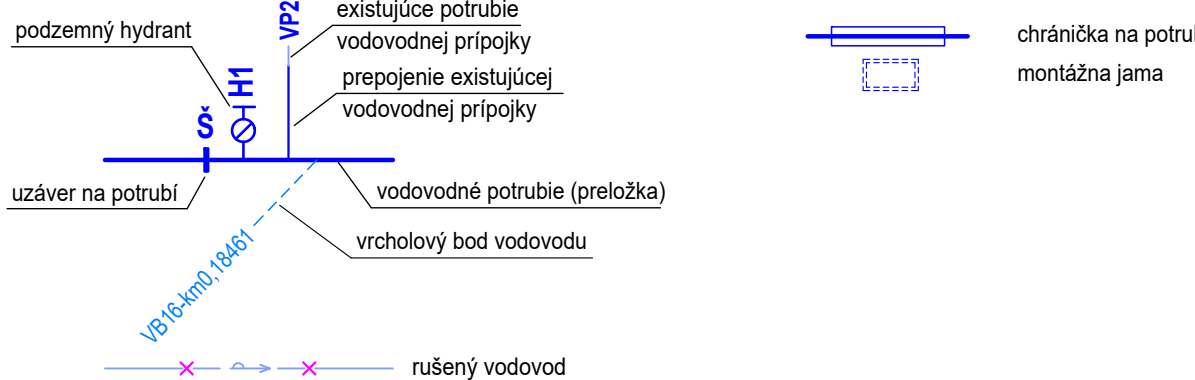 existujúce potrubie
vodovodnej prípojky
VP2
podzemný hydrant
H1
prepojenie existujúcej
vodovodnej prípojky
Š
uzáver na potrubí
vodovodné potrubie (preložka)
vrcholový bod vodovodu
VB16-km0,18461
rušený vodovod
chránička na
montážna jama